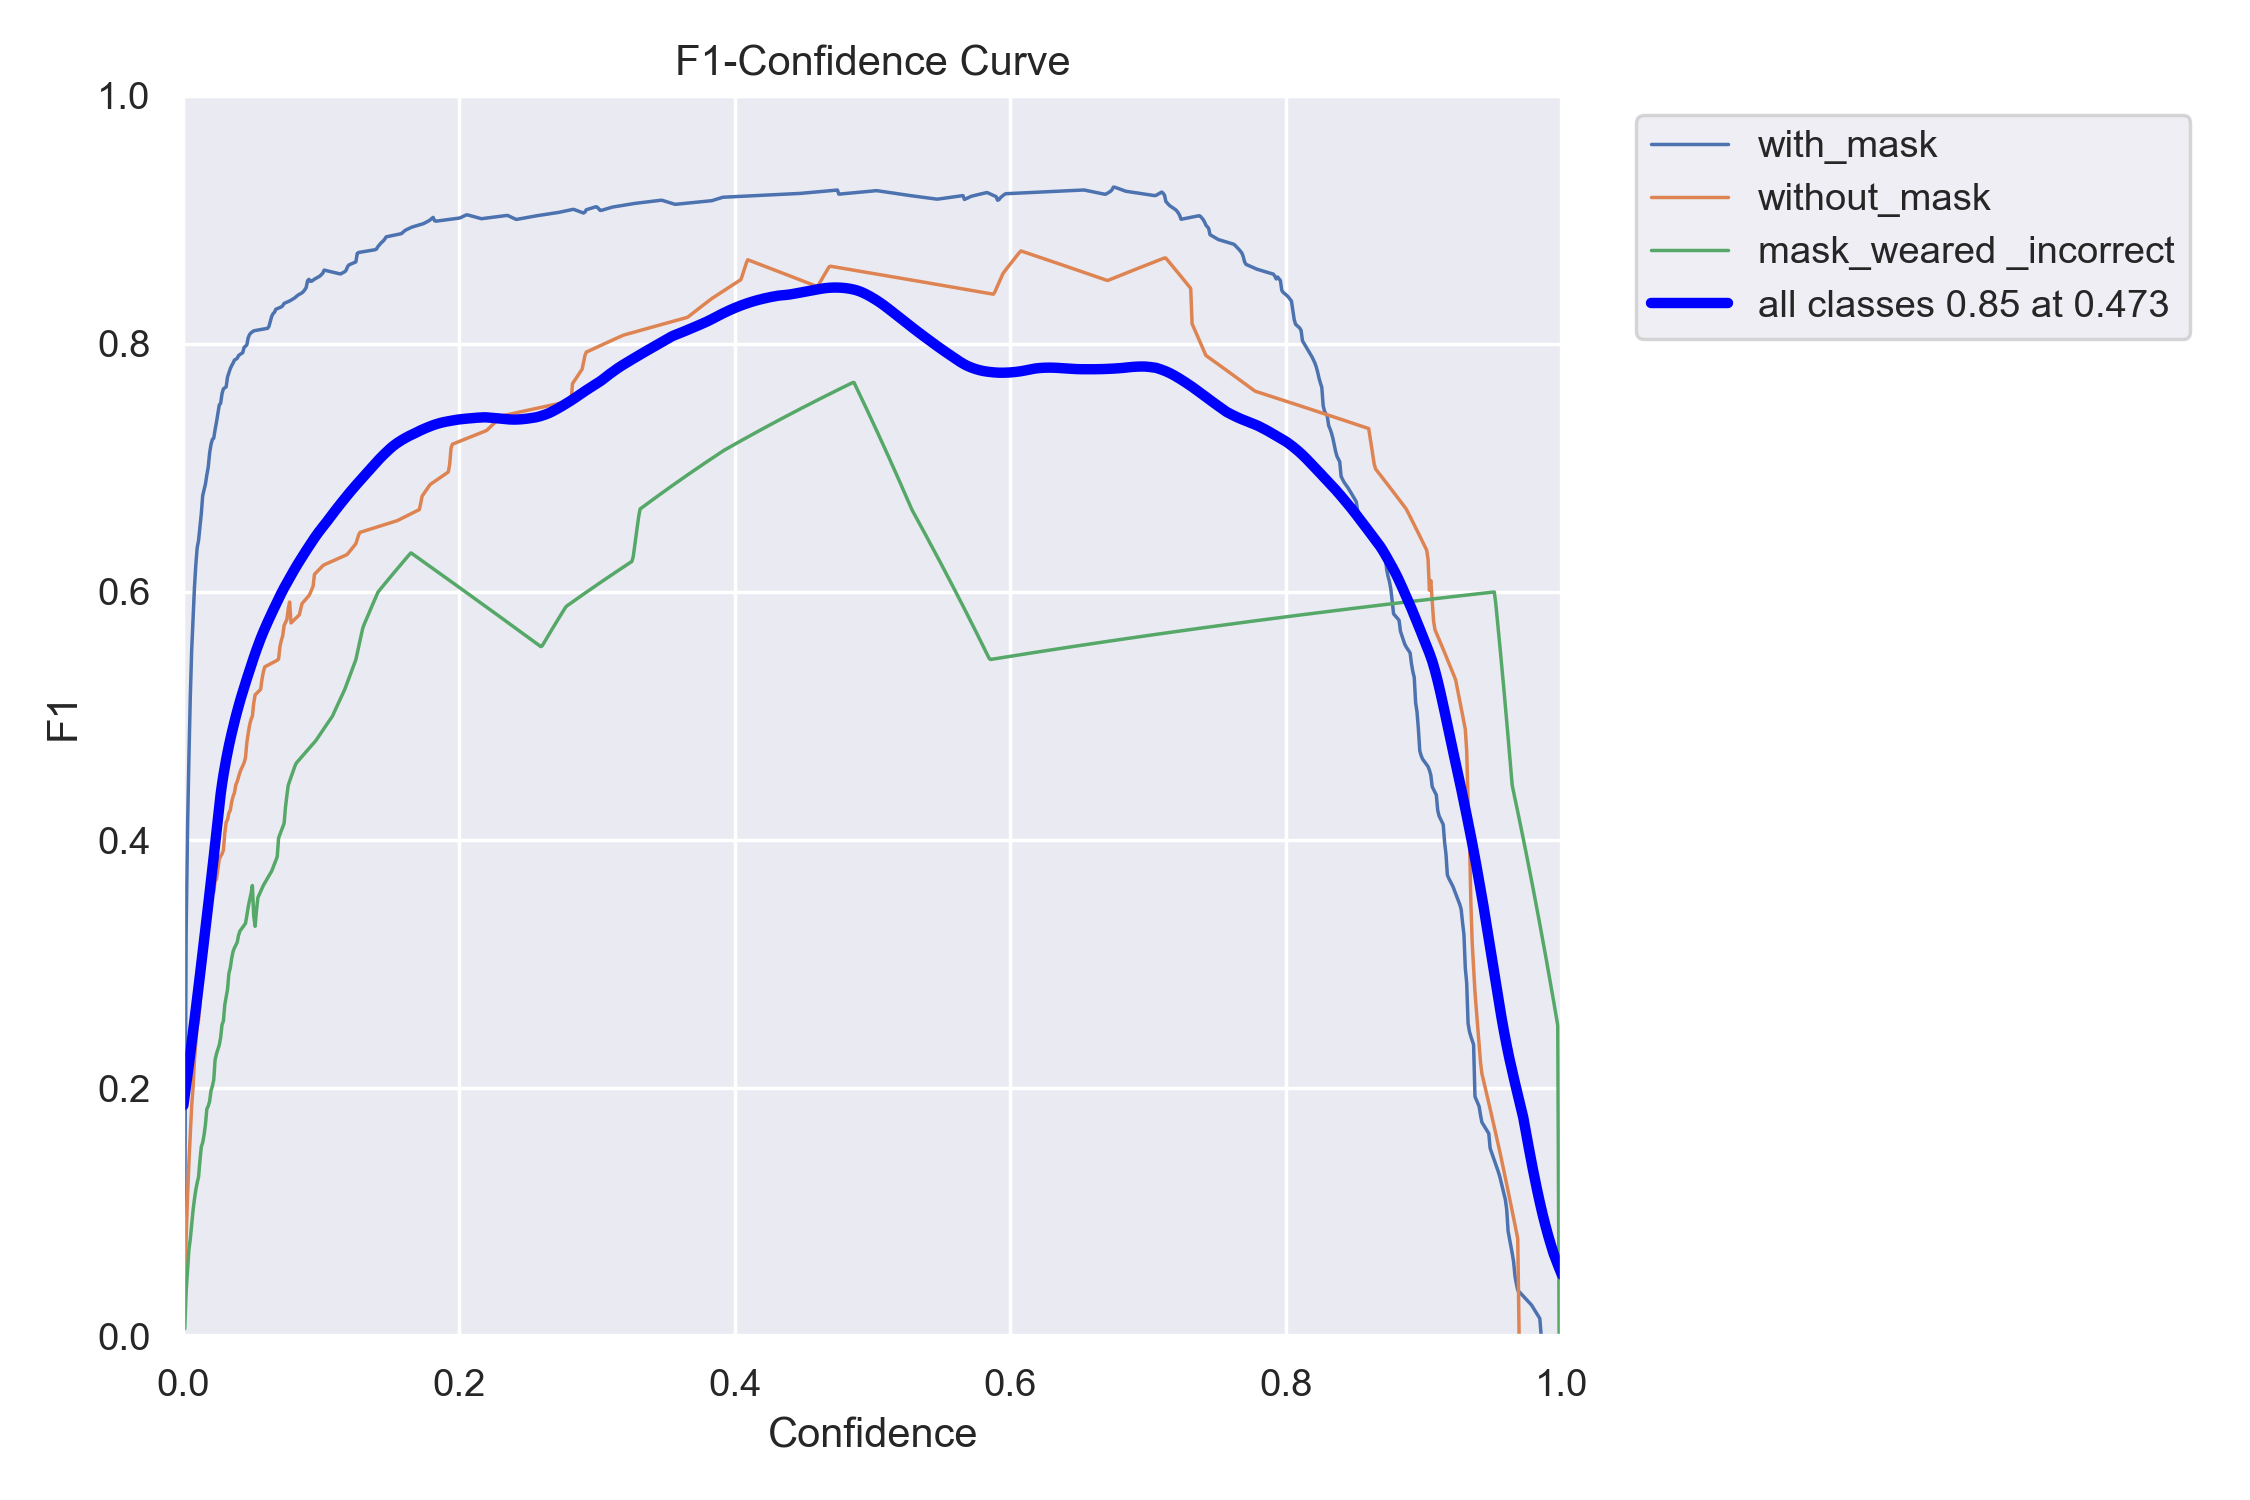 F1-Confidence Curve
1.0
0.8
0.6
0.4
0.2
0.0
F1
0.0 0.2 0.4 0.6 0.8 1.0
Confidence
with_mask
without_mask
mask_weared _incorrect
all classes 0.85 at 0.473